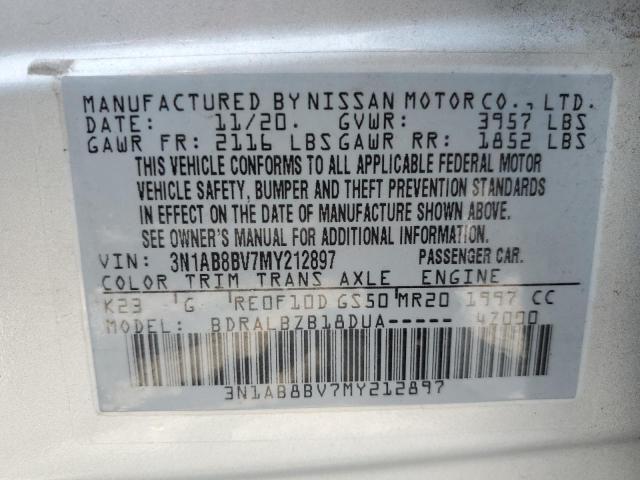 MANUFACTURED BY NISSAN MOTOR CO., LTD.
DATE: 11/20. GVWR: 3957 LBS
GAWR FR: 2116 LBS GAWR RR: 1852 LBS
THIS VEHICLE CONFORMS TO ALL APPLICABLE FEDERAL MOTOR
VEHICLE SAFETY, BUMPER AND THEFT PREVENTION STANDARDS
IN EFFECT ON THE DATE OF MANUFACTURE SHOWN ABOVE.
SEE OWNER'S MANUAL FOR ADDITIONAL INFORMATION.
VIN: 3N1AB8BV7MY212897 PASSENGER CAR.
COLOR TRIM TRANS AXLE ENGINE
K23 G RE0F10D GS50 MR20 1997 CC
MODEL: BDRALBZB18DUA----- 47090
3N1AB8BV7MY212897